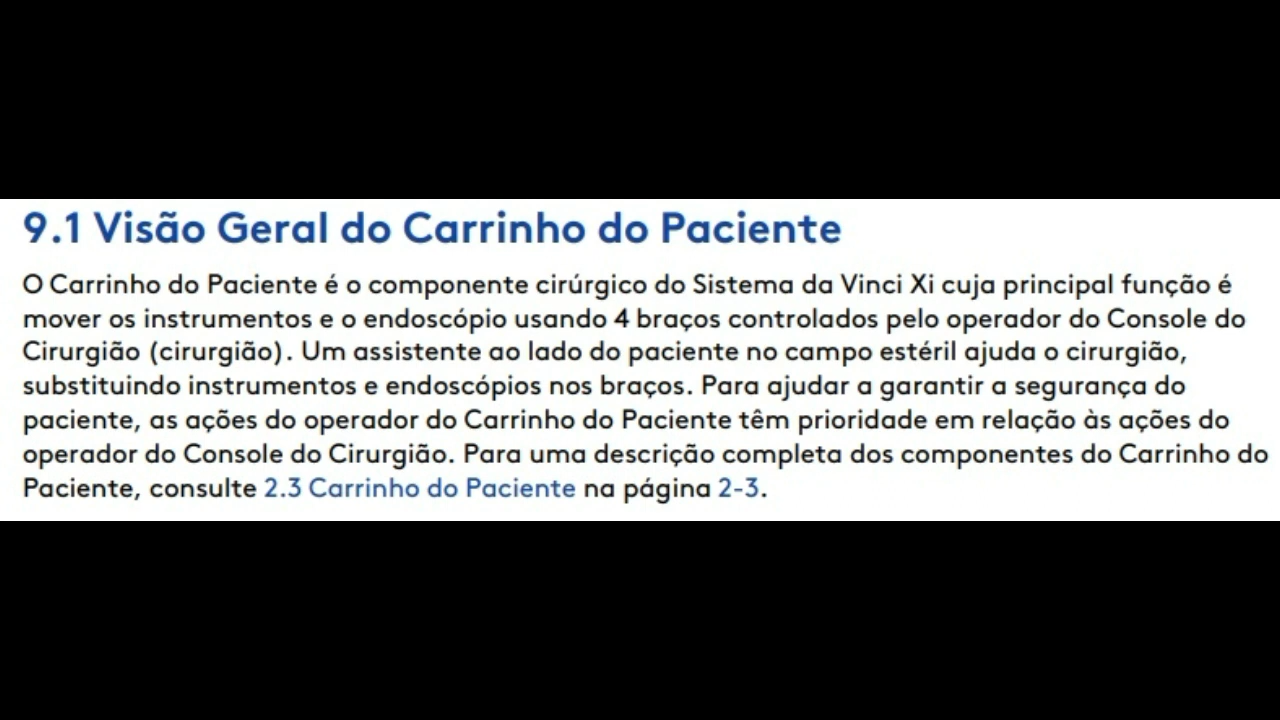 9.1 Visão Geral do Carrinho do Paciente
O Carrinho do Paciente é o componente cirúrgico do Sistema da Vinci Xi cuja principal função é
mover os instrumentos e o endoscópio usando 4 braços controlados pelo operador do Console do
Cirurgião (cirurgião). Um assistente ao lado do paciente no campo estéril ajuda o cirurgião,
substituindo instrumentos e endoscópios nos braços. Para ajudar a garantir a segurança do
paciente, as ações do operador do Carrinho do Paciente têm prioridade em relação às ações do
operador do Console do Cirurgião. Para uma descrição completa dos componentes do Carrinho do
Paciente, consulte 2.3 Carrinho do Paciente na página 2-3.